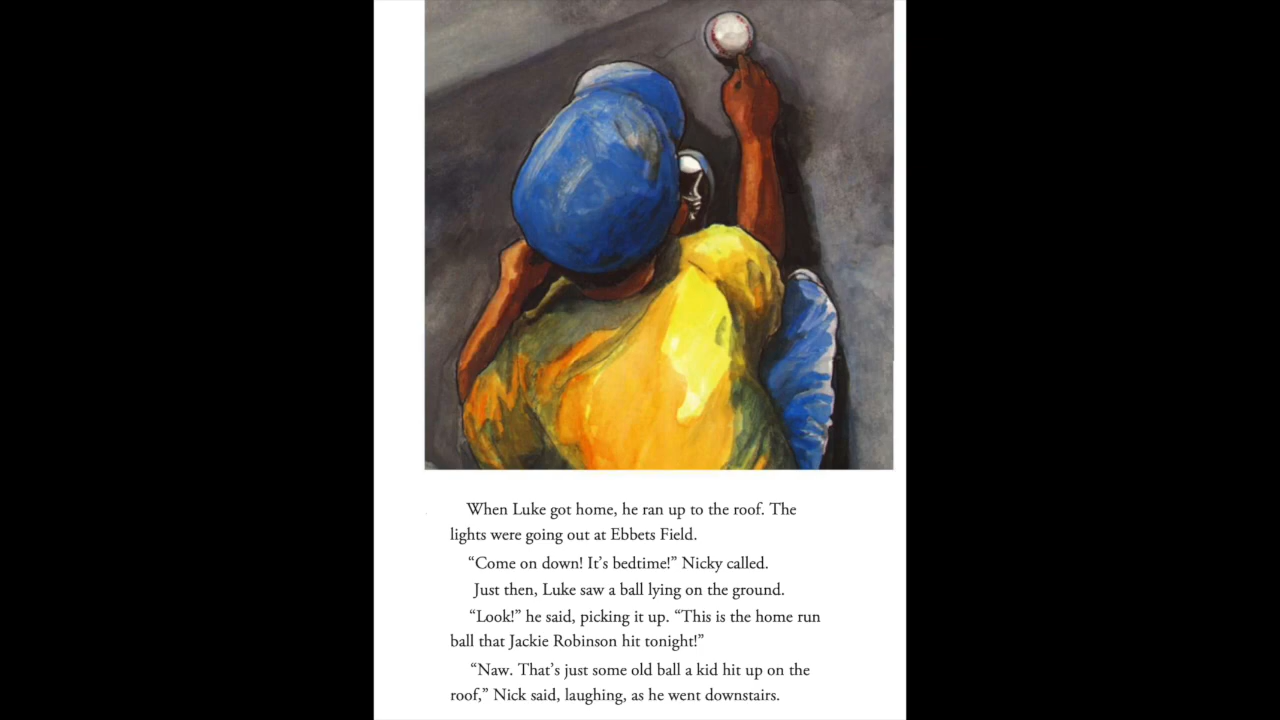 When Luke got home, he ran up to the roof. The
lights were going out at Ebbets Field.
“Come on down! It’s bedtime!” Nicky called.
Just then, Luke saw a ball lying on the ground.
“Look!” he said, picking it up. “This is the home run
ball that Jackie Robinson hit tonight!”
“Naw. That’s just some old ball a kid hit up on the
roof,” Nick said, laughing, as he went downstairs.